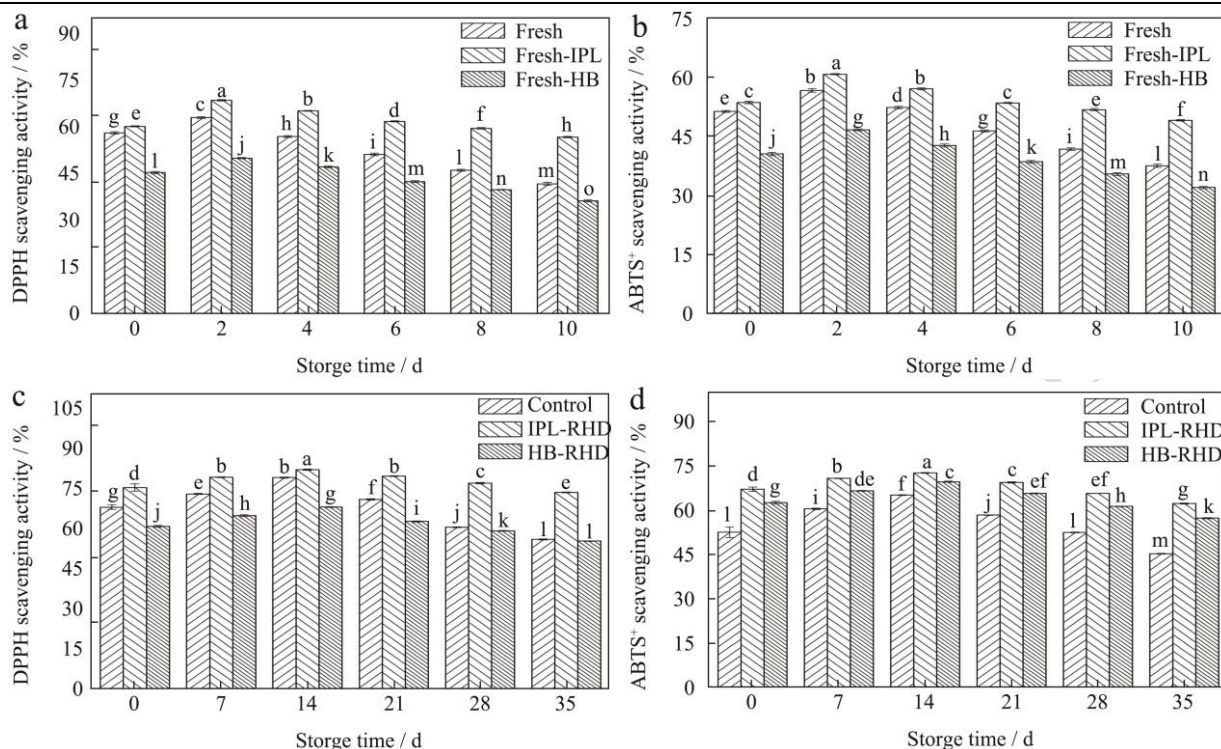 a
DPPH scavenging activity / %
90
75
60
45
30
15
0
Fresh
Fresh-IPL
Fresh-HB
g e l
c a j
h b k
i d m
l f n
m h o
0 2 4 6 8 10
Storge time / d
b
ABTS+ scavenging activity / %
75
60
45
30
15
0
Fresh
Fresh-IPL
Fresh-HB
e c j
b a g
d b h
g c k
i e m
l f n
0 2 4 6 8 10
Storge time / d
c
DPPH scavenging activity / %
105
90
75
60
45
30
15
0
Control
IPL-RHD
HB-RHD
g d j
e b h
b a g
f b i
j c k
l e l
0 7 14 21 28 35
Storge time / d
d
ABTS+ scavenging activity / %
90
75
60
45
30
15
0
Control
IPL-RHD
HB-RHD
l d g
i b de
f a c
j c ef
l ef h
m g k
0 7 14 21 28 35
Storge time / d